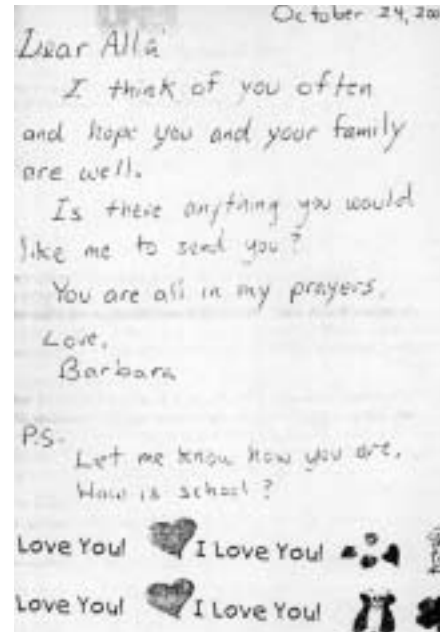 October 24, 200
Dear Alla
I think of you often
and hope you and your family
are well.
Is there anything you would
like me to send you?
You are all in my prayers.
Love,
Barbara
P.S.
Let me know how you are.
How is school?
Love You! I Love You!
Love You! I Love You!